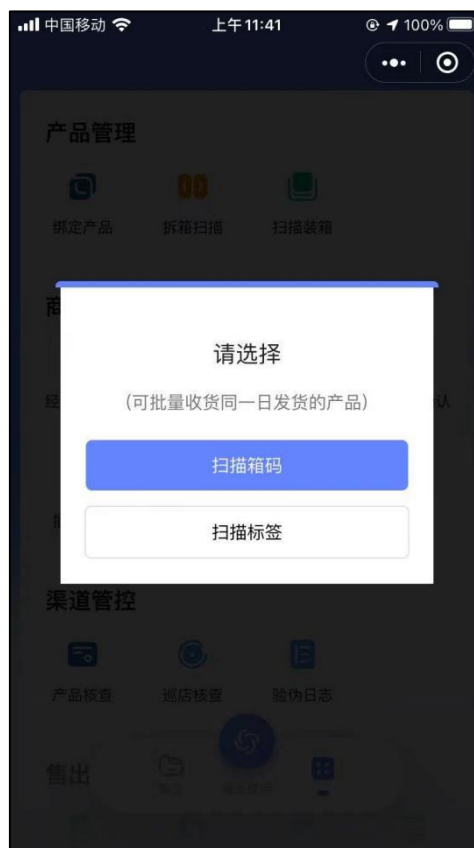 中国移动
上午11:41
100%
产品管理
绑定产品
拆箱扫描
扫描装箱
商
请选择
经
(可批量收货同一日发货的产品)
认
扫描箱码
扫描标签
渠道管控
产品核查
巡店核查
验伪日志
售出